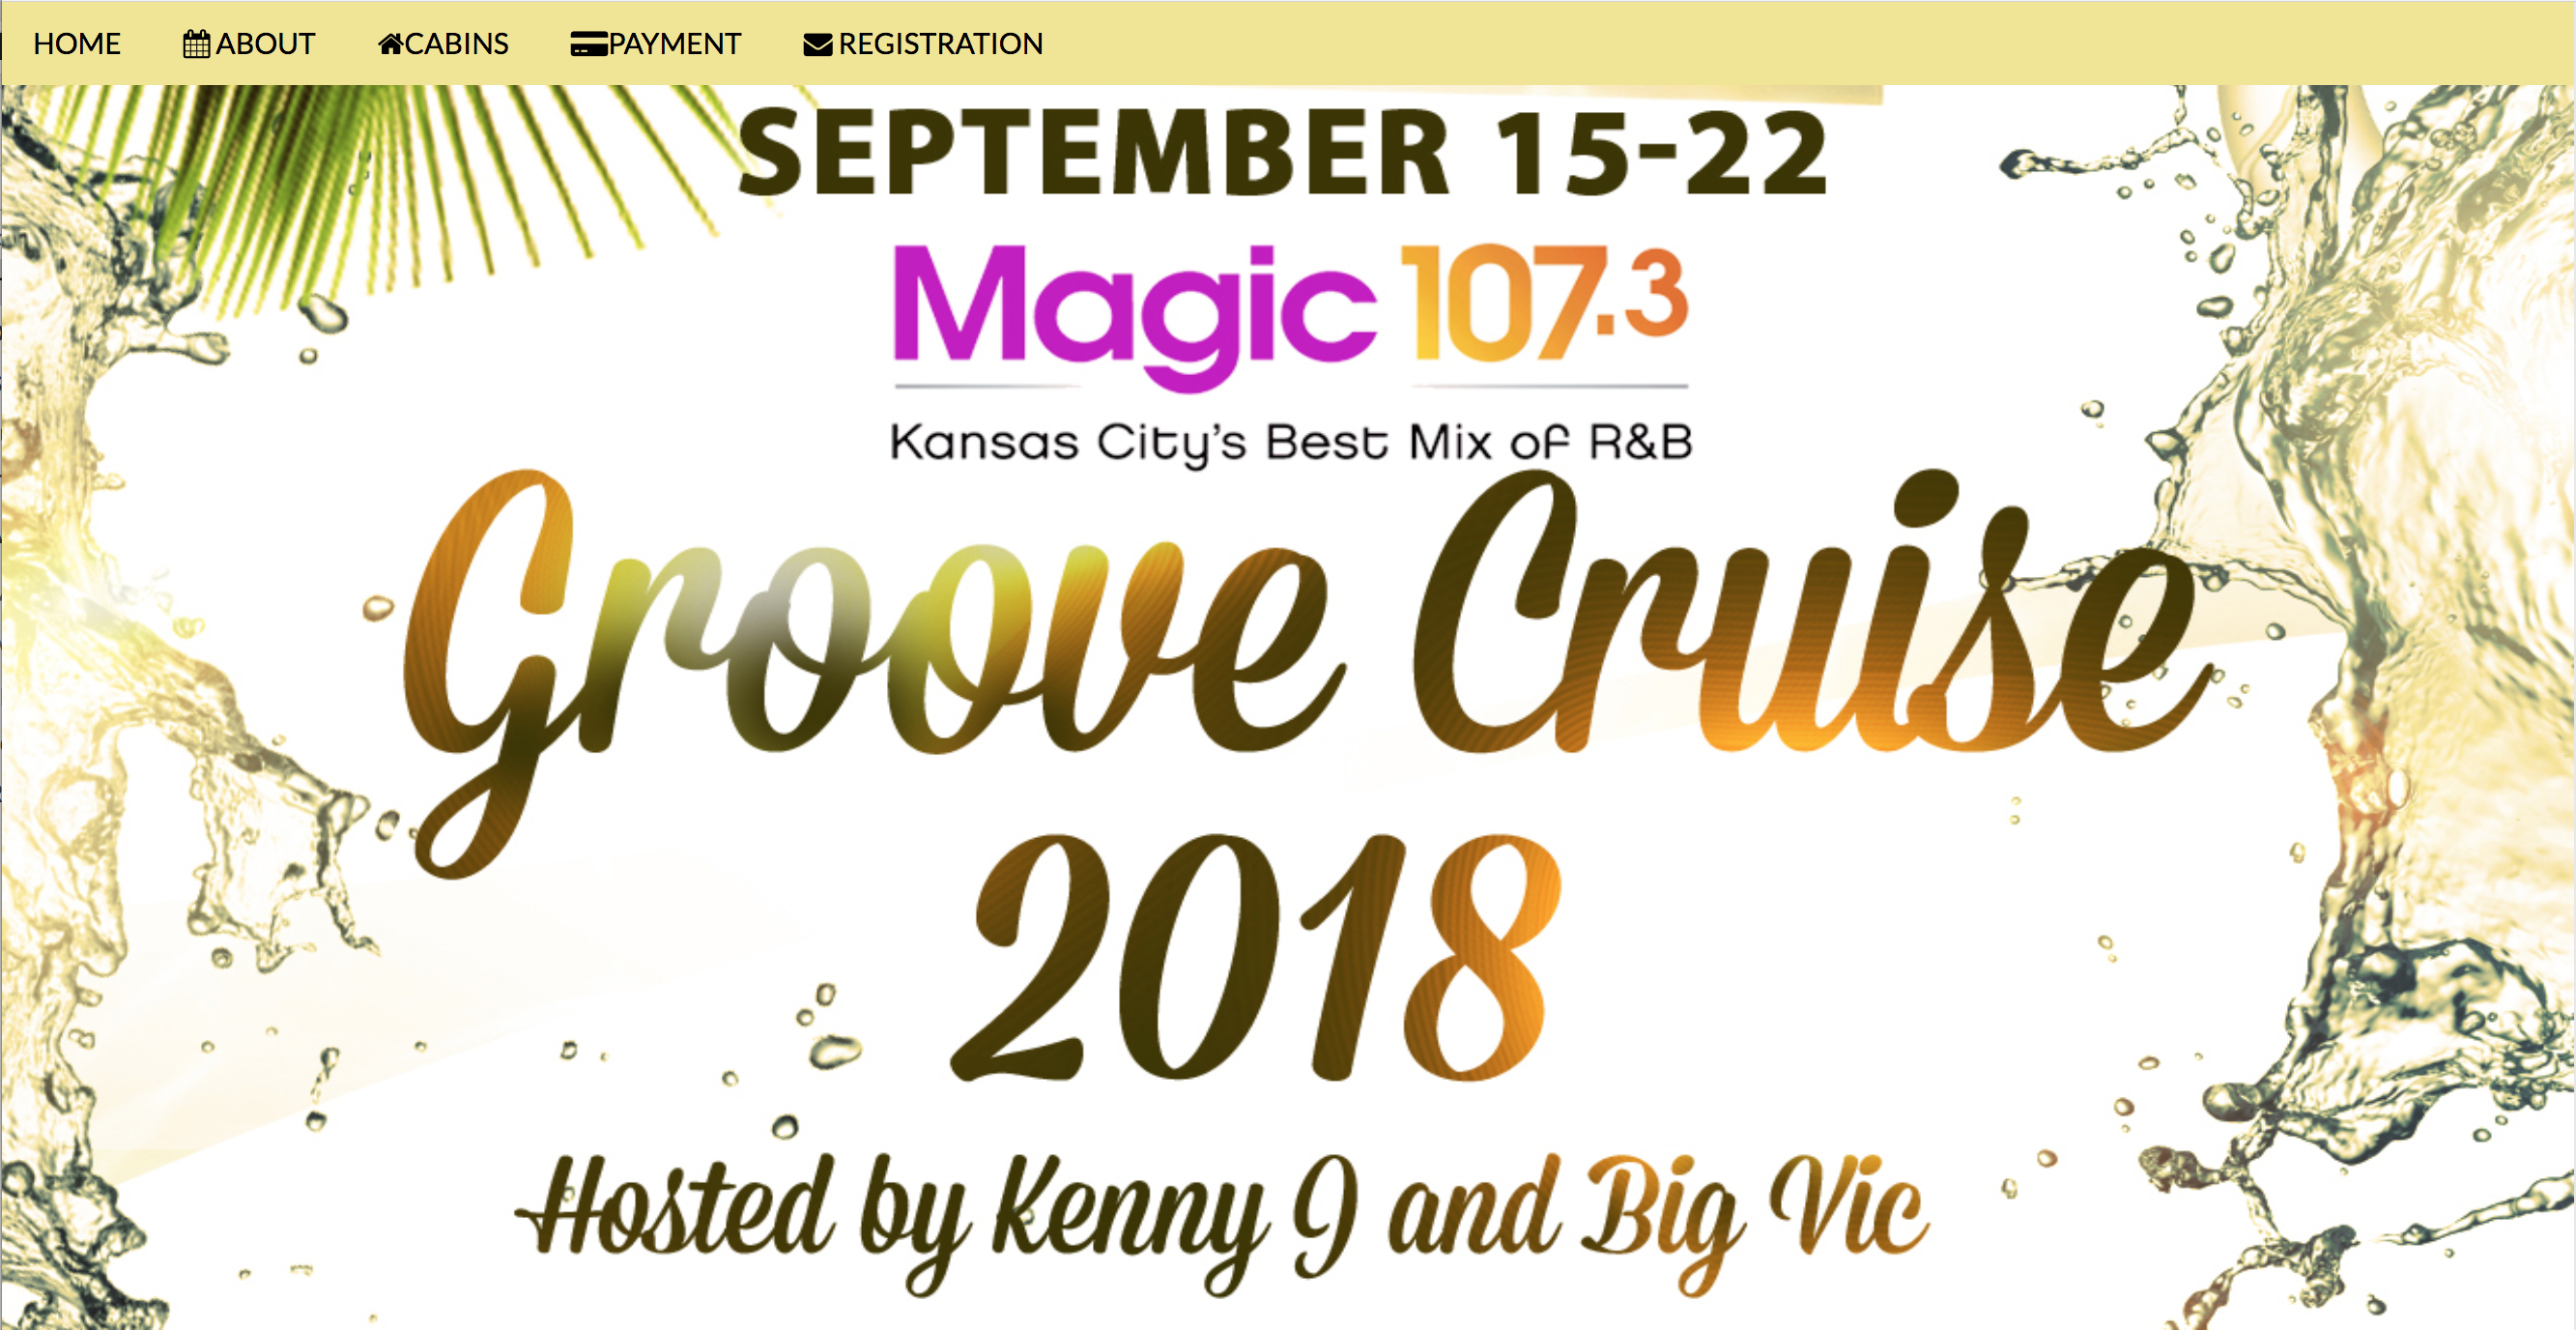 HOME ABOUT CABINS PAYMENT REGISTRATION
SEPTEMBER 15-22
Magic 107.3
Kansas City's Best Mix of R&B
Groove Cruise
2018
Hosted by Kenny J and Big Vic